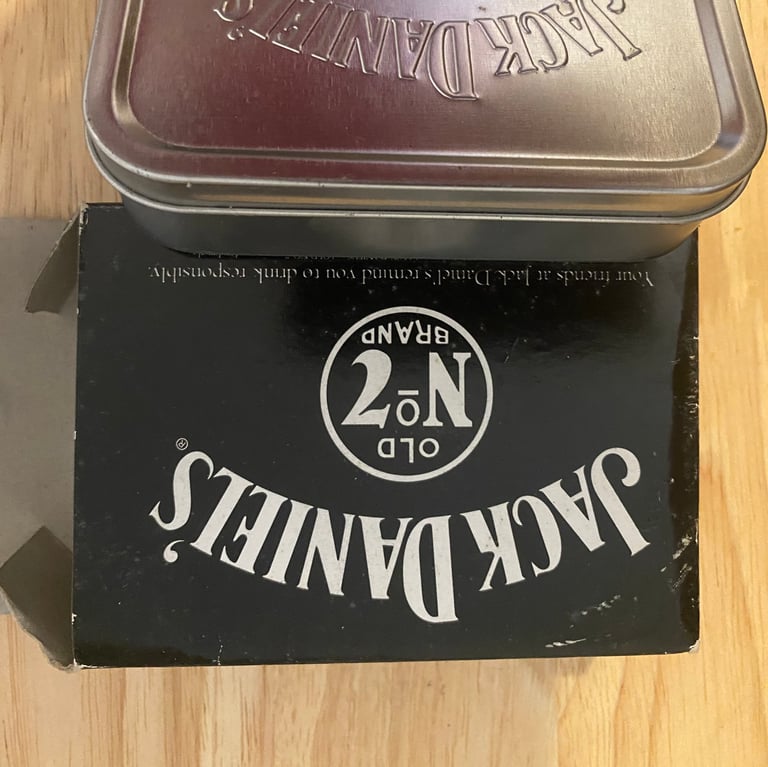 JACK DANIEL'S®
OLD
Nº 7
BRAND
Your friends at Jack Daniel's remind you to drink responsibly.
JACK DANIEL'S